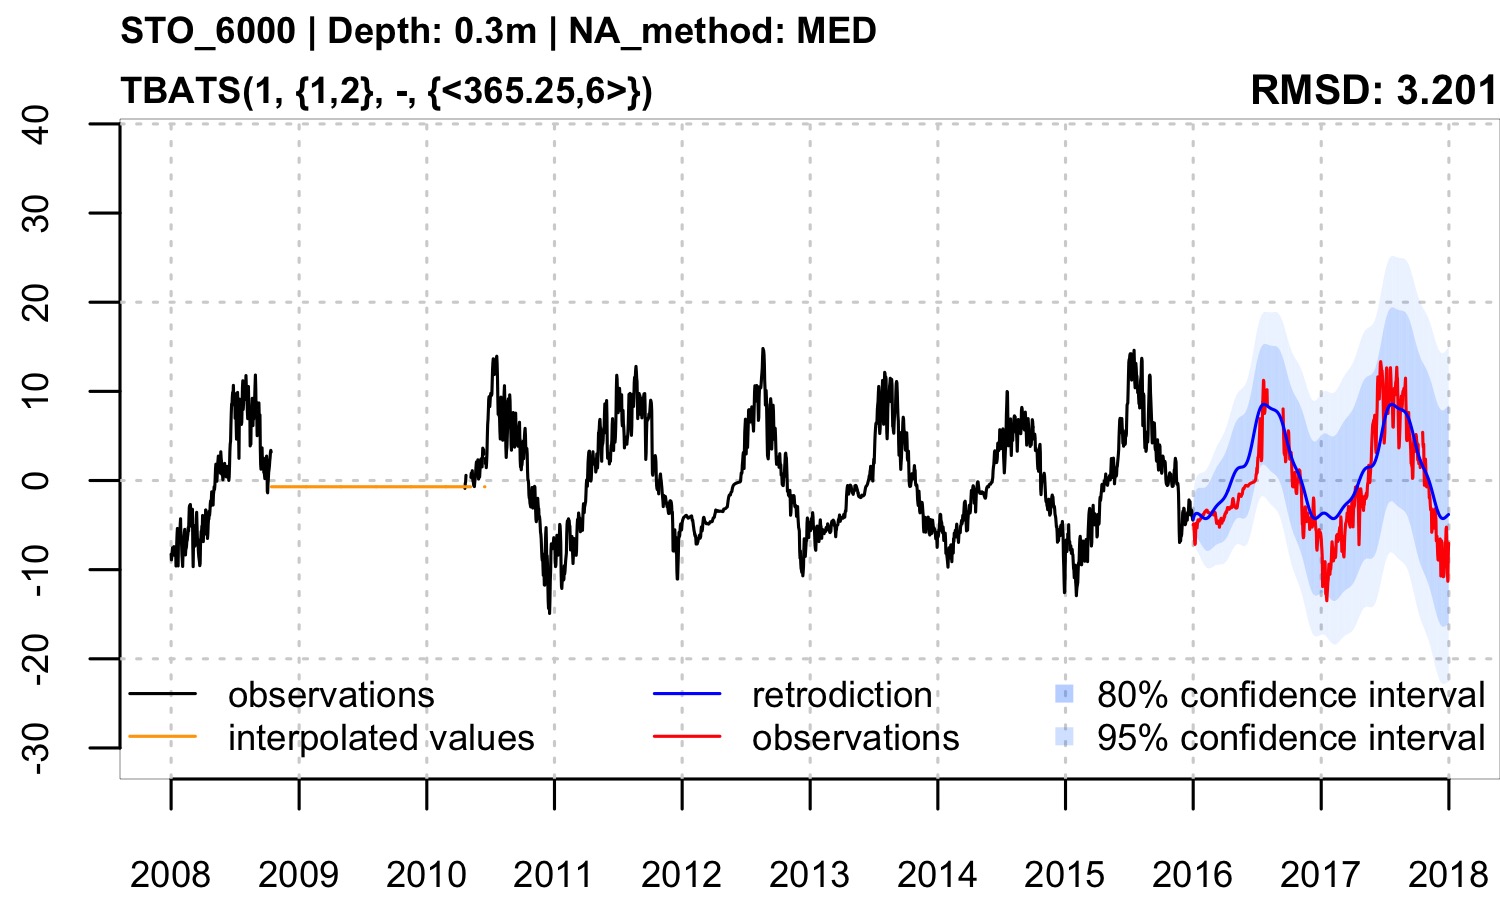 STO_6000 | Depth: 0.3m | NA_method: MED
TBATS(1, {1,2}, -, {<365.25,6>})
RMSD: 3.201
40
30
20
10
0
-10
-20
-30
observations
interpolated values
retrodiction
observations
80% confidence interval
95% confidence interval
2008 2009 2010 2011 2012 2013 2014 2015 2016 2017 2018